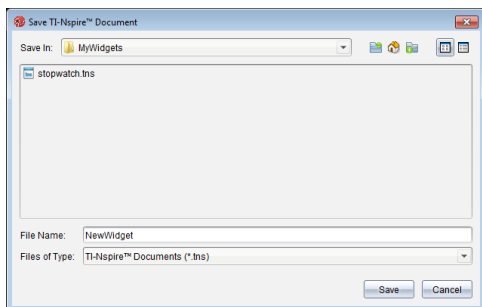 Save TI-Nspire™ Document
Save In: MyWidgets
stopwatch.tns
File Name: NewWidget
Files of Type: TI-Nspire™ Documents (*.tns)
Save Cancel